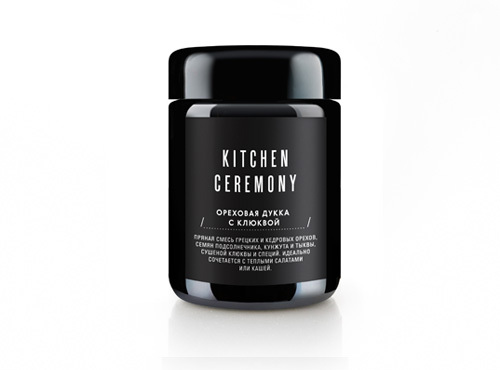 KITCHEN
CEREMONY
ОРЕХОВАЯ ДУККА
С КЛЮКВОЙ
ПРЯНАЯ СМЕСЬ ГРЕЦКИХ И КЕДРОВЫХ ОРЕХОВ,
СЕМЯН ПОДСОЛНЕЧНИКА, КУНЖУТА И ТЫКВЫ,
СУШЕНОЙ КЛЮКВЫ И СПЕЦИЙ. ИДЕАЛЬНО
СОЧЕТАЕТСЯ С ТЕПЛЫМИ САЛАТАМИ
ИЛИ КАШЕЙ.